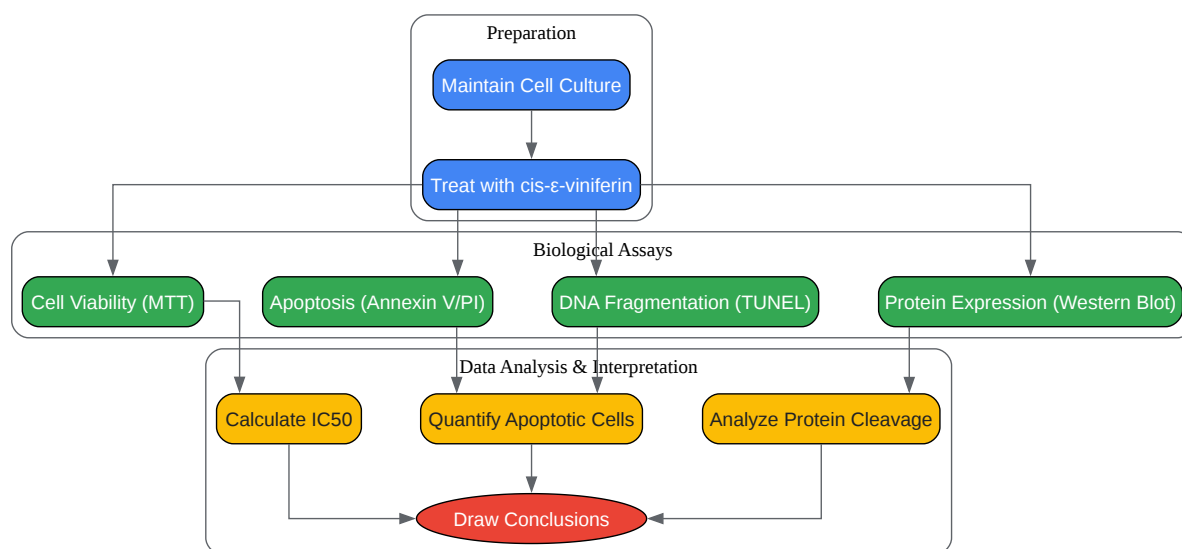 Preparation
Maintain Cell Culture
Treat with cis-ε-viniferin
Biological Assays
Cell Viability (MTT)
Apoptosis (Annexin V/PI)
DNA Fragmentation (TUNEL)
Protein Expression (Western Blot)
Data Analysis & Interpretation
Calculate IC50
Quantify Apoptotic Cells
Analyze Protein Cleavage
Draw Conclusions